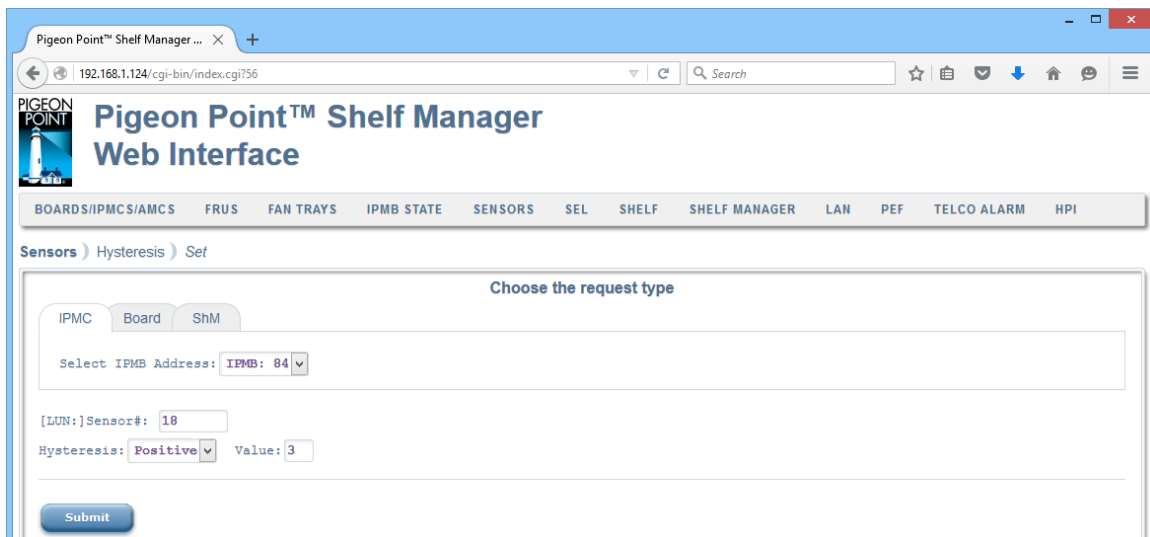 Pigeon Point™ Shelf Manager ...
192.168.1.124/cgi-bin/index.cgi?56
Search
PIGEON
POINT
Pigeon Point™ Shelf Manager
Web Interface
BOARDS/IPMCS/AMCS FRUS FAN TRAYS IPMB STATE SENSORS SEL SHELF SHELF MANAGER LAN PEF TELCO ALARM HPI
Sensors ) Hysteresis ) Set
Choose the request type
IPMC Board ShM
Select IPMB Address: IPMB: 84
[LUN:]Sensor#: 18
Hysteresis: Positive Value: 3
Submit